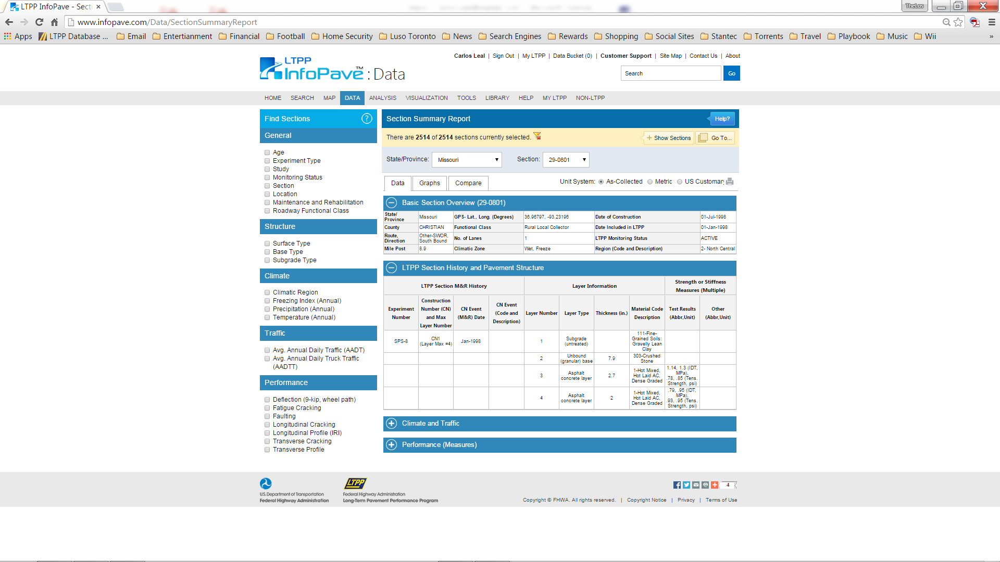 LTPP InfoPave - Secti
TheLos
www.infopave.com/Data/SectionSummaryReport
Apps LTPP Database ... Email Entertianment Financial Football Home Security Luso Toronto News Search Engines Rewards Shopping Social Sites Stantec Torrents Travel Playbook Music Wii »
Carlos Leal | Sign Out | My LTPP | Data Bucket (0) | Customer Support | Site Map | Contact Us | About
LTPP
InfoPave™ : Data
Search Go
HOME SEARCH MAP DATA ANALYSIS VISUALIZATION TOOLS LIBRARY HELP MY LTPP NON-LTPP
Find Sections ?
General
Age
Experiment Type
Study
Monitoring Status
Section
Location
Maintenance and Rehabilitation
Roadway Functional Class
Structure
Surface Type
Base Type
Subgrade Type
Climate
Climatic Region
Freezing Index (Annual)
Precipitation (Annual)
Temperature (Annual)
Traffic
Avg. Annual Daily Traffic (AADT)
Avg. Annual Daily Truck Traffic
(AADTT)
Performance
Deflection (9-kip, wheel path)
Fatigue Cracking
Faulting
Longitudinal Cracking
Longitudinal Profile (IRI)
Transverse Cracking
Transverse Profile
Section Summary Report Help?
There are 2514 of 2514 sections currently selected. + Show Sections Go To...
State/Province: Missouri Section: 29-0801
Data Graphs Compare Unit System: As-Collected Metric US Customar
Basic Section Overview (29-0801)
State/
Province Missouri GPS- Lat., Long. (Degrees) 36.96797, -93.23196 Date of Construction 01-Jul-1998
County CHRISTIAN Functional Class Rural Local Collector Date Included in LTPP 01-Jan-1998
Route,
Direction Other-SWOR,
South Bound No. of Lanes 1 LTPP Monitoring Status ACTIVE
Mile Post 8.9 Climatic Zone Wet, Freeze Region (Code and Description) 2- North Central
LTPP Section History and Pavement Structure
LTPP Section M&R History Layer Information Strength or Stiffness
Measures (Multiple)
Experiment
Number
Construction
Number (CN)
and Max
Layer Number
CN Event
(M&R) Date
CN Event
(Code and
Description)
Layer Number Layer Type Thickness (in.)
Material Code
Description
Test Results
(Abbr,Unit)
Other
(Abbr,Unit)
SPS-8
CN1
(Layer Max =4)
Jan-1998 1
Subgrade
(untreated)
111-Fine-
Grained Soils:
Gravelly Lean
Clay
2
Unbound
(granular) base
7.9
303-Crushed
Stone
3
Asphalt
concrete layer
2.7
1-Hot Mixed,
Hot Laid AC,
Dense Graded
1.14, 1.3 (IDT,
MPa),
.78, .85 (Tens.
Strength, psi)
4
Asphalt
concrete layer
2
1-Hot Mixed,
Hot Laid AC,
Dense Graded
.79, .95 (IDT,
MPa),
.93, .95 (Tens.
Strength, psi)
Climate and Traffic
Performance (Measures)
U.S. Department of Transportation
Federal Highway Administration
LTPP
Federal Highway Administration
Long-Term Pavement Performance Program
4
Copyright © FHWA. All rights reserved. | Copyright Notice | Privacy | Terms of Use